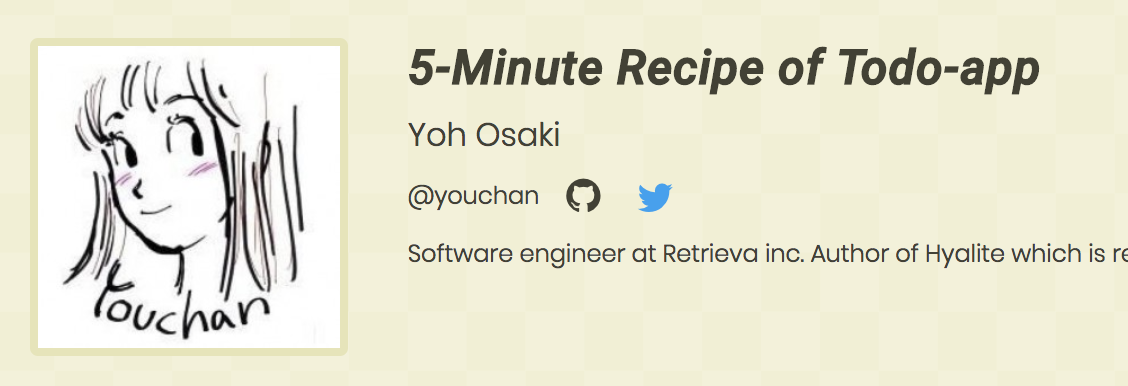 5-Minute Recipe of Todo-app
Yoh Osaki
@youchan
Software engineer at Retrieva inc. Author of Hyalite which is re
Youchan